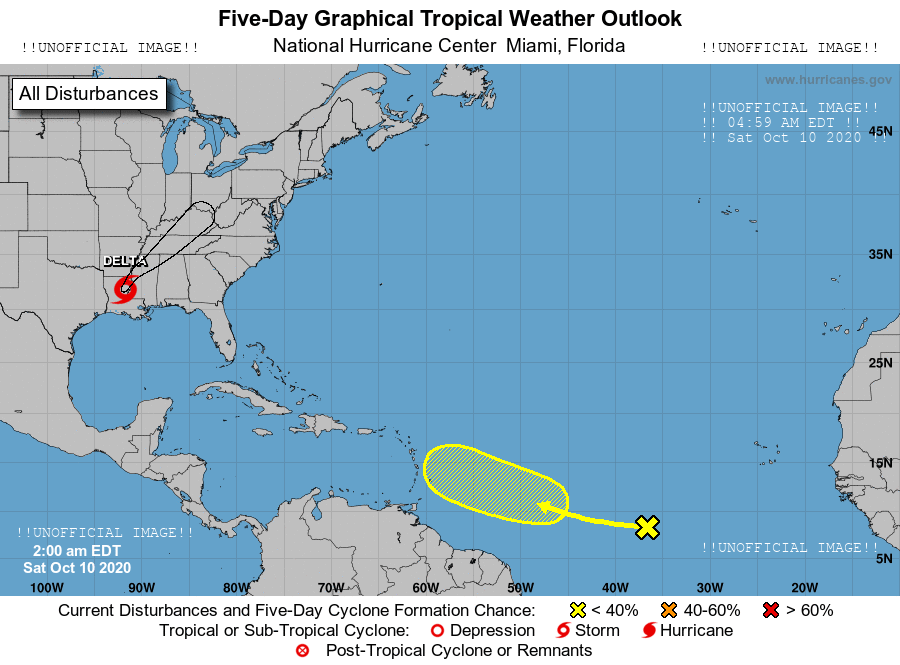 Five-Day Graphical Tropical Weather Outlook
!!UNOFFICIAL IMAGE!! National Hurricane Center Miami, Florida !!UNOFFICIAL IMAGE!!
www.hurricanes.gov
All Disturbances
!!UNOFFICIAL IMAGE!!
!! 04:59 AM EDT !!
!! Sat Oct 10 2020 !!
45N
35N
DELTA
25N
15N
!!UNOFFICIAL IMAGE!!
2:00 am EDT
Sat Oct 10 2020
!!UNOFFICIAL IMAGE!!
5N
100W 90W 80W 70W 60W 50W 40W 30W 20W
Current Disturbances and Five-Day Cyclone Formation Chance: < 40% 40-60% > 60%
Tropical or Sub-Tropical Cyclone: Depression Storm Hurricane
Post-Tropical Cyclone or Remnants